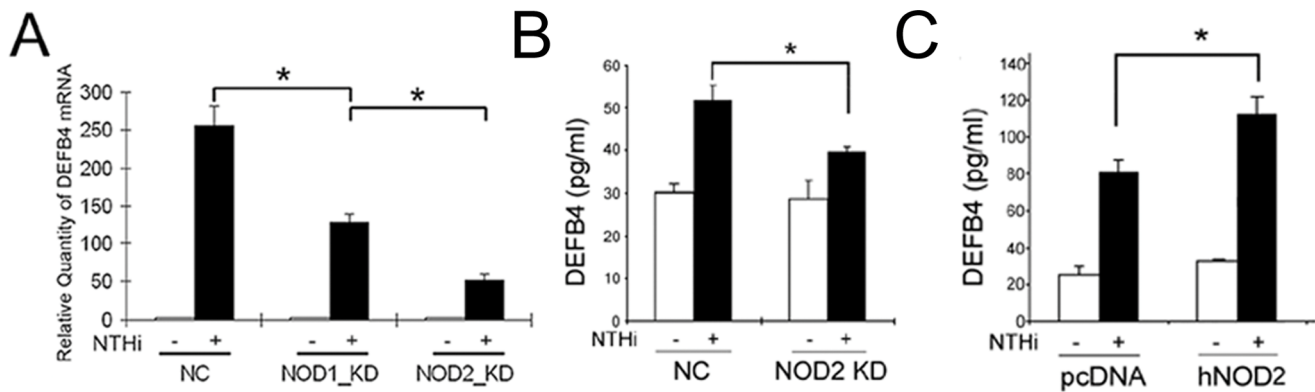 A
Relative Quantity of DEFB4 mRNA
300
250
200
150
100
50
0
*
*
NTHi - + - + - +
NC NOD1_KD NOD2_KD
B
DEFB4 (pg/ml)
60
50
40
30
20
10
0
*
NTHi - + - +
NC NOD2 KD
C
DEFB4 (pg/ml)
140
120
100
80
60
40
20
0
*
NTHi - + - +
pcDNA hNOD2